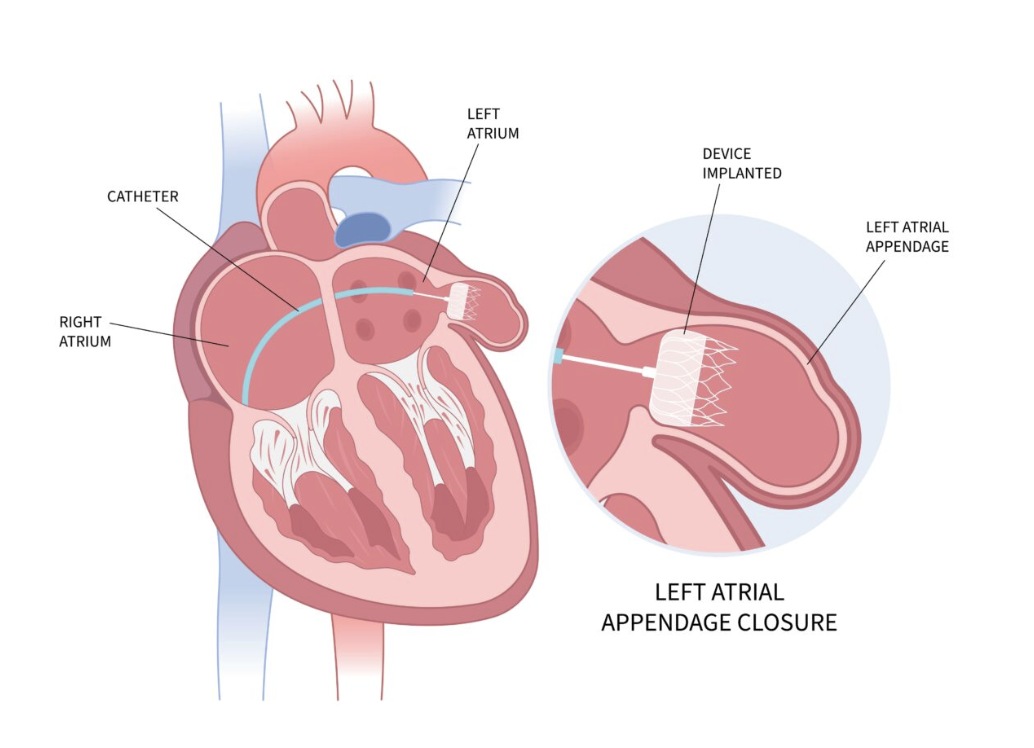 LEFT
ATRIUM
CATHETER
RIGHT
ATRIUM
DEVICE
IMPLANTED
LEFT ATRIAL
APPENDAGE
LEFT ATRIAL
APPENDAGE CLOSURE